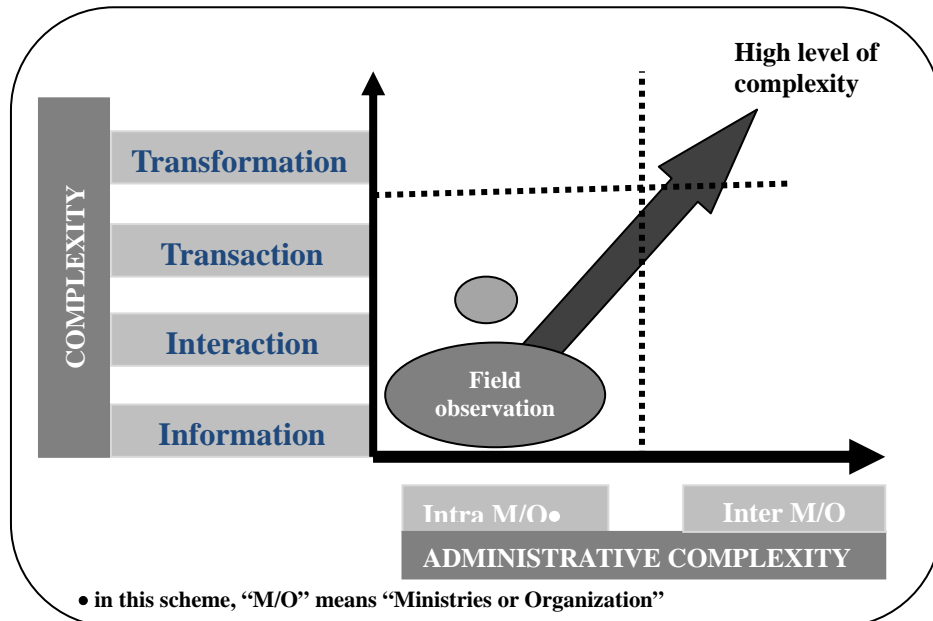 High level of
complexity
COMPLEXITY
Transformation
Transaction
Interaction
Information
Field
observation
Intra M/O•
Inter M/O
ADMINISTRATIVE COMPLEXITY
• in this scheme, “M/O” means “Ministries or Organization”